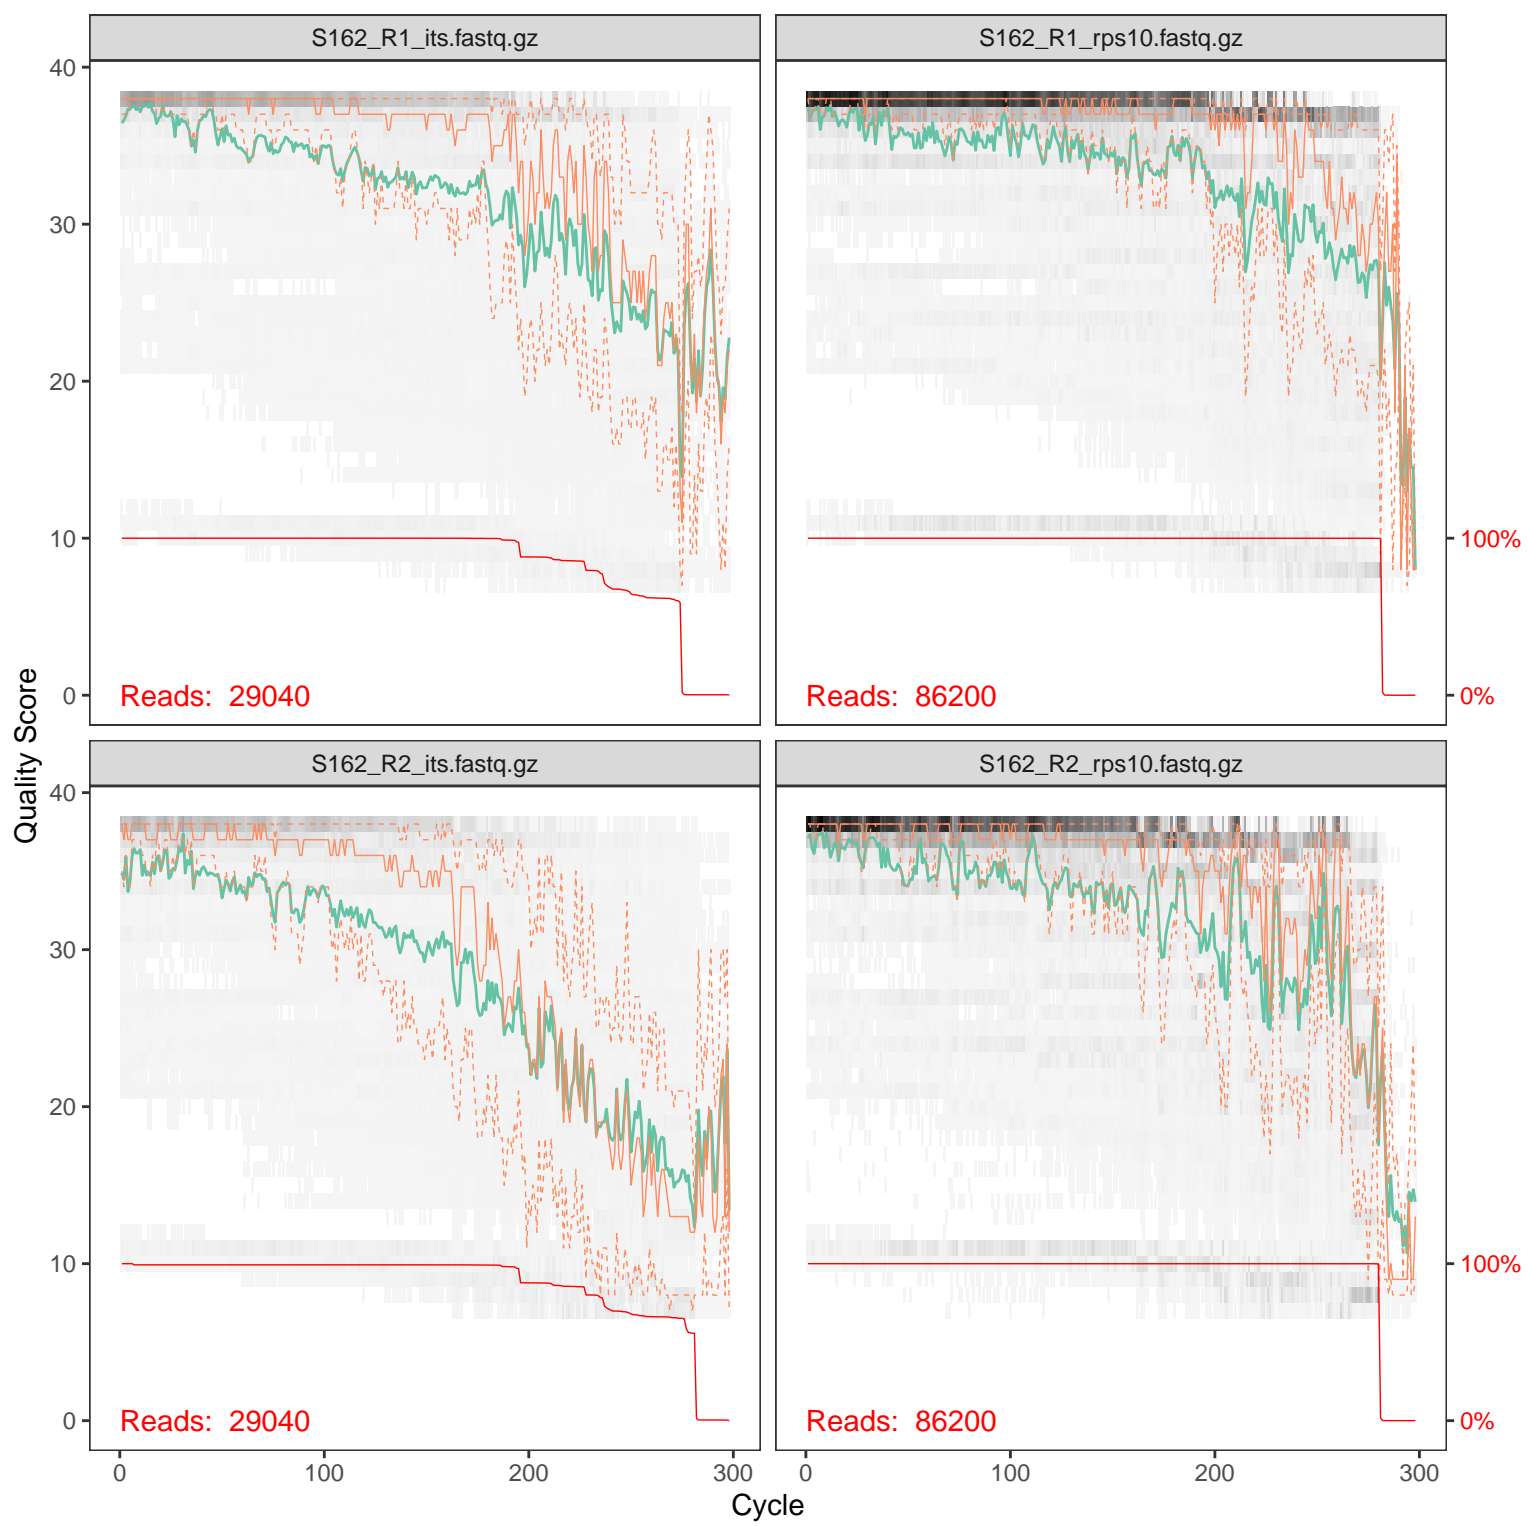 S162_R1_its.fastq.gz
S162_R1_rps10.fastq.gz
40
30
20
10
0
100%
0%
Reads: 29040
Reads: 86200
Quality Score
S162_R2_its.fastq.gz
S162_R2_rps10.fastq.gz
40
30
20
10
0
100%
0%
Reads: 29040
Reads: 86200
0 100 200 300
0 100 200 300
Cycle